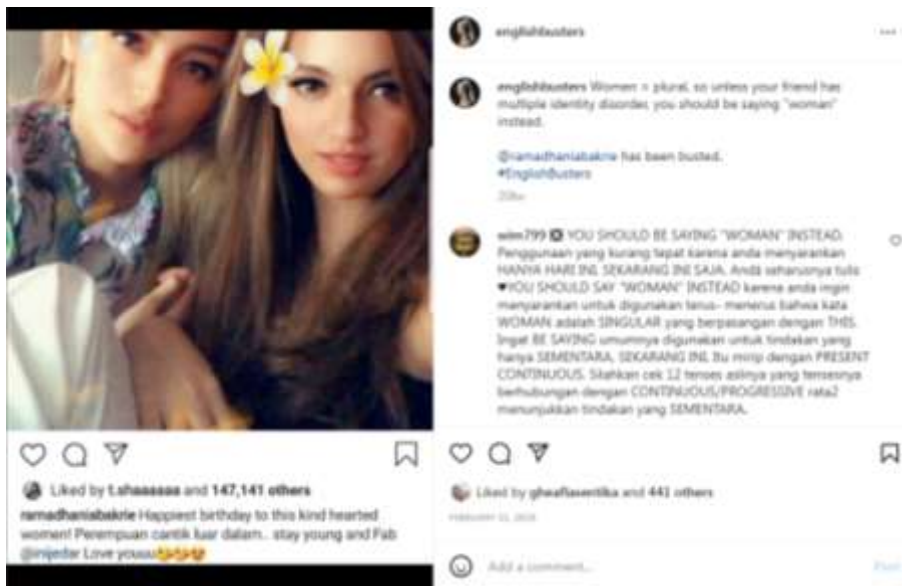 Liked by t.shaaaaaa and 147,141 others
ramadhaniabakrie Happiest birthday to this kind hearted
women! Perempuan cantik luar dalam.. stay young and Fab
@inijedar Love youuu😘😘😍
englishbusters
englishbusters Women = plural, so unless your friend has
multiple identity disorder, you should be saying "woman"
instead.
@ramadhaniabakrie has been busted.
#EnglishBusters
wim799 ❎ YOU SHOULD BE SAYING "WOMAN" INSTEAD.
Penggunaan yang kurang tepat karena anda menyarankan
HANYA HARI INI, SEKARANG INI SAJA. Anda seharusnya tulis
♥YOU SHOULD SAY "WOMAN" INSTEAD karena anda ingin
menyarankan untuk digunakan terus- menerus bahwa kata
WOMAN adalah SINGULAR yang berpasangan dengan THIS.
Ingat BE SAYING umumnya digunakan untuk tindakan yang
hanya SEMENTARA, SEKARANG INI. Itu mirip dengan PRESENT
CONTINUOUS. Silahkan cek 12 tenses aslinya yang tensesnya
berhubungan dengan CONTINUOUS/PROGRESSIVE rata2
menunjukkan tindakan yang SEMENTARA.
Liked by gheafiasentika and 441 others
FEBRUARY
Add a comment...
Post